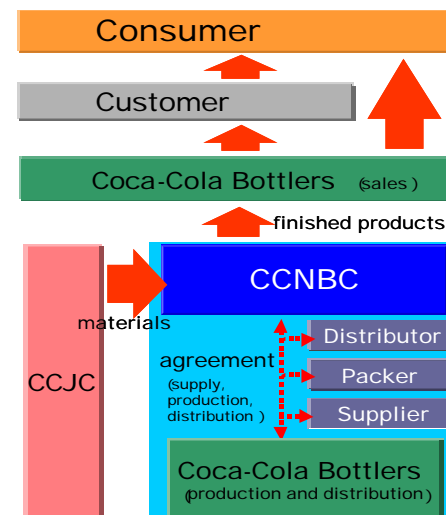 Consumer
Customer
Coca-Cola Bottlers (sales)
finished products
CCNBC
materials
Distributor
agreement
(supply,
production,
distribution)
Packer
CCJC
Supplier
Coca-Cola Bottlers
(production and distribution)